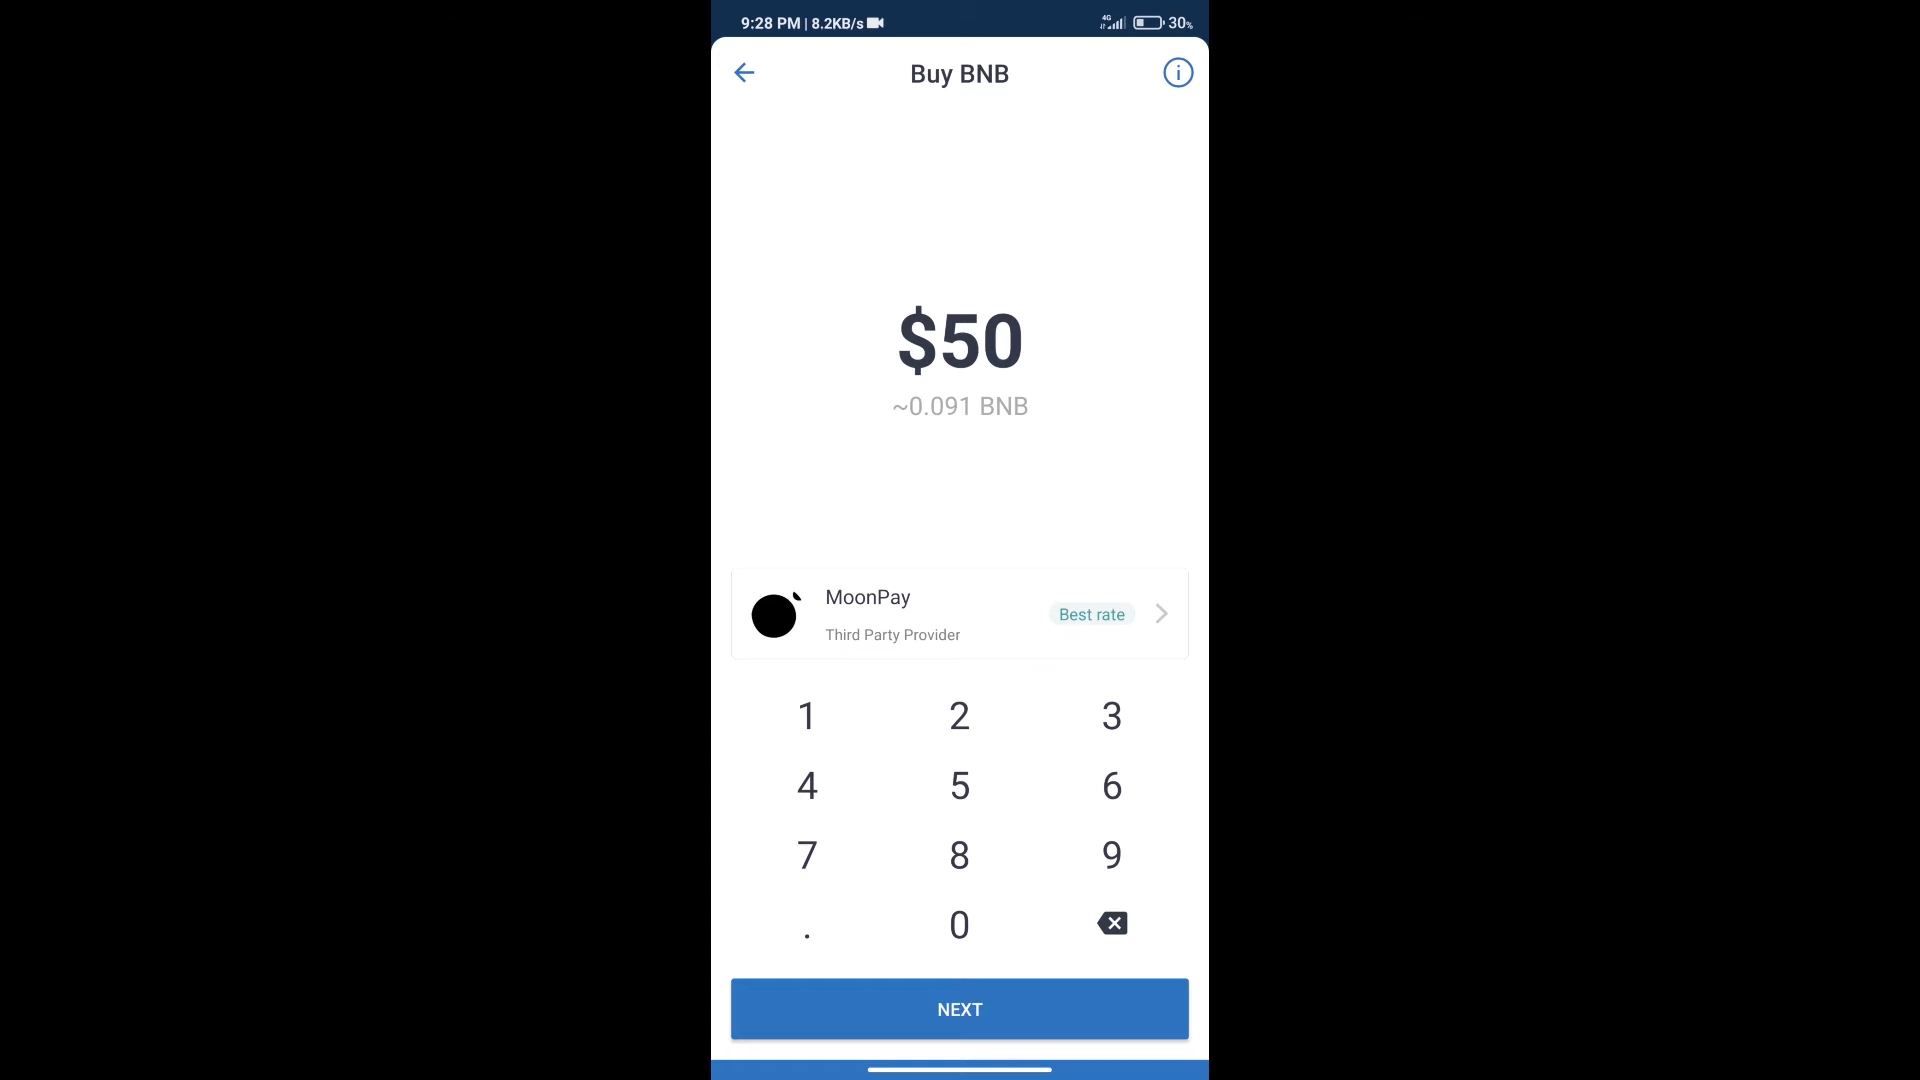 9:28 PM | 8.2KB/s 4G 30%
Buy BNB
$50
~0.091 BNB
MoonPay
Best rate
Third Party Provider
1 2 3
4 5 6
7 8 9
. 0
NEXT